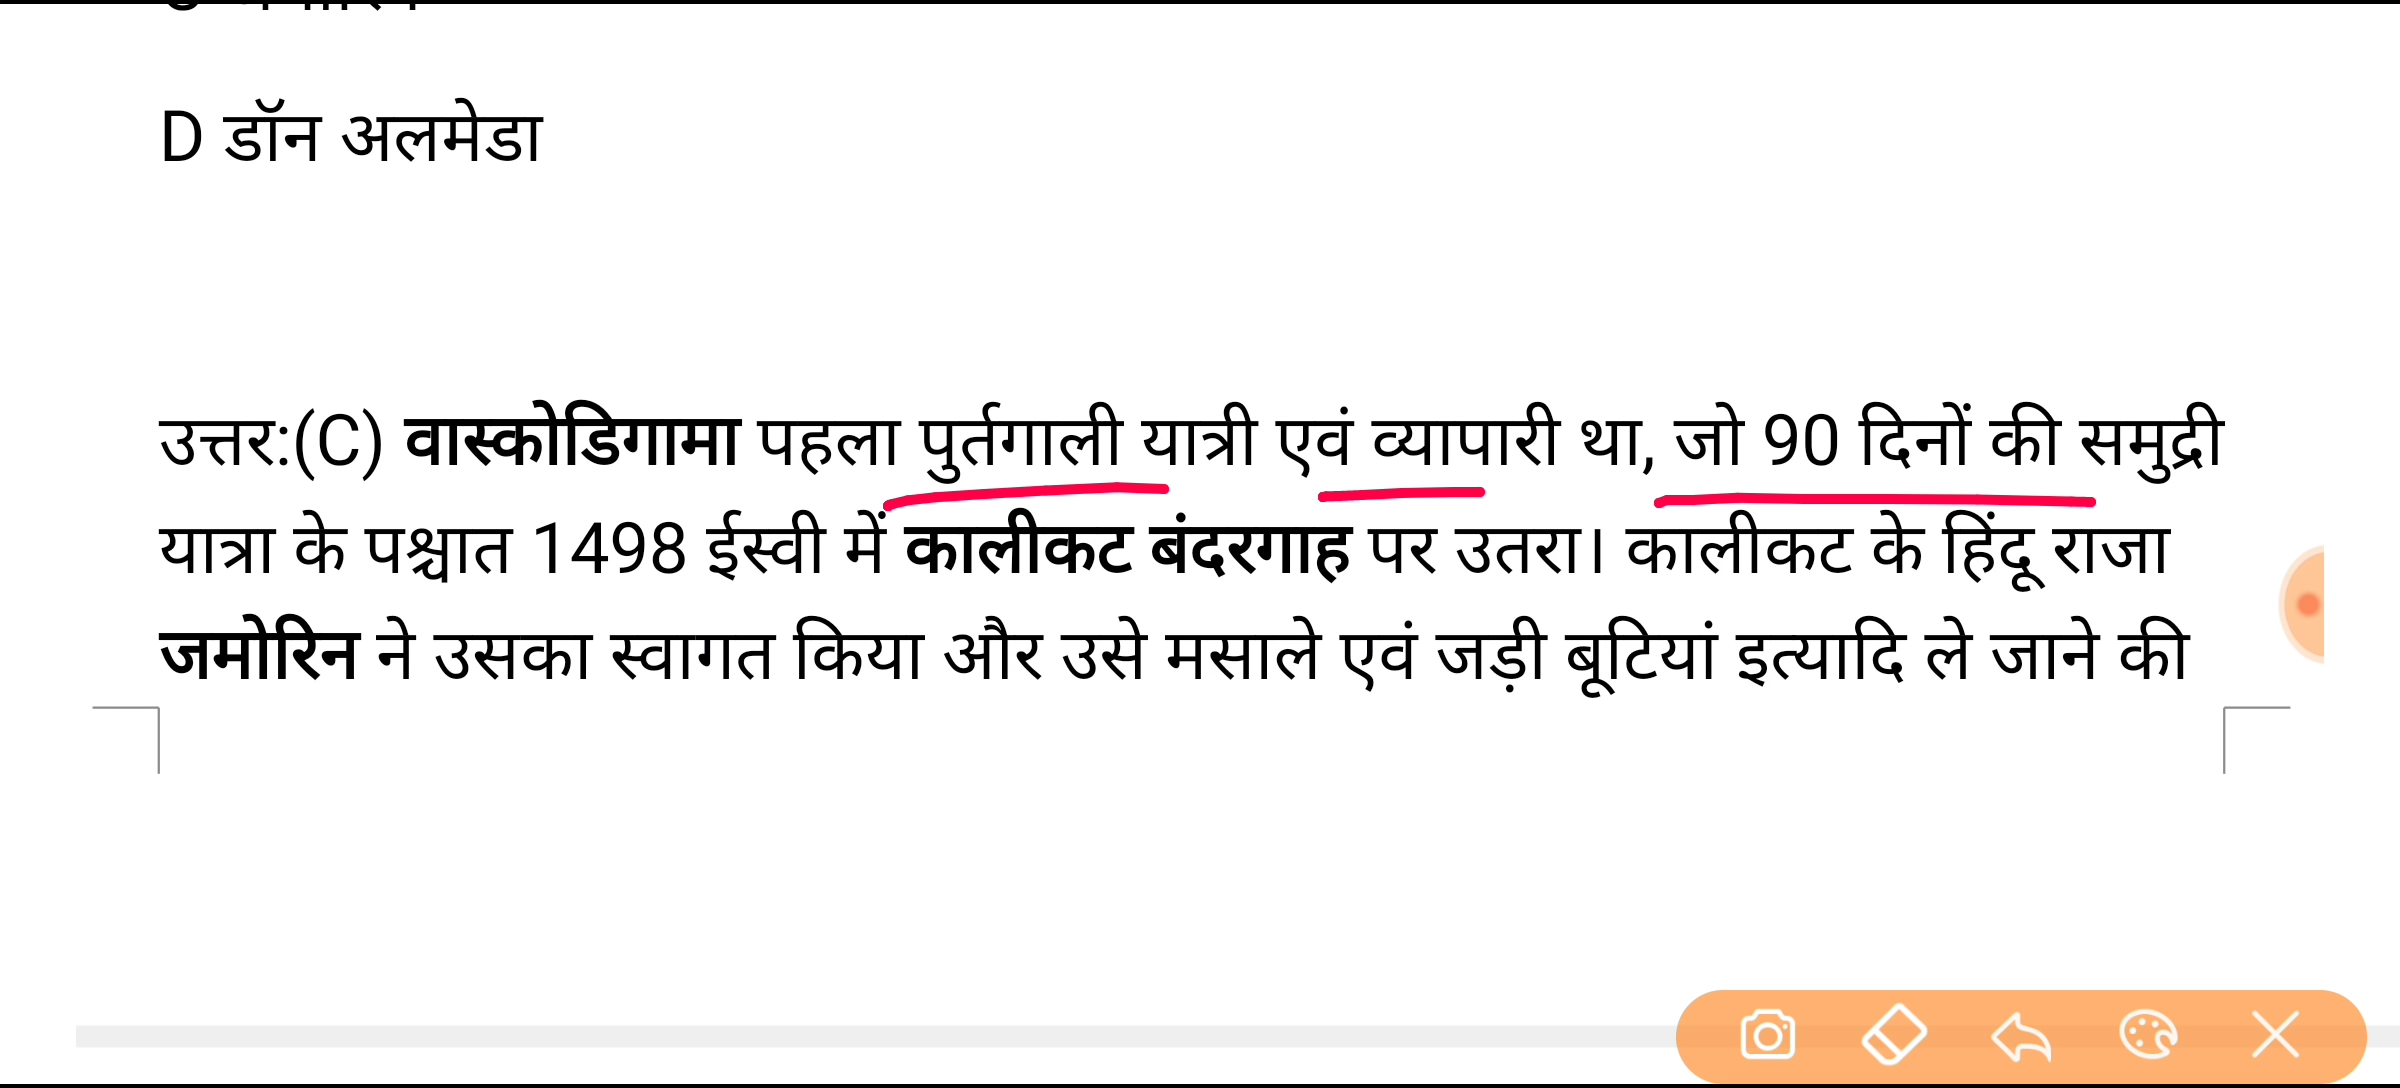 D डॉन अलमेडा
उत्तर:(C) वास्कोडिगामा पहला पुर्तगाली यात्री एवं व्यापारी था, जो 90 दिनों की समुद्री
यात्रा के पश्चात 1498 ईस्वी में कालीकट बंदरगाह पर उतरा। कालीकट के हिंदू राजा
जमोरिन ने उसका स्वागत किया और उसे मसाले एवं जड़ी बूटियां इत्यादि ले जाने की